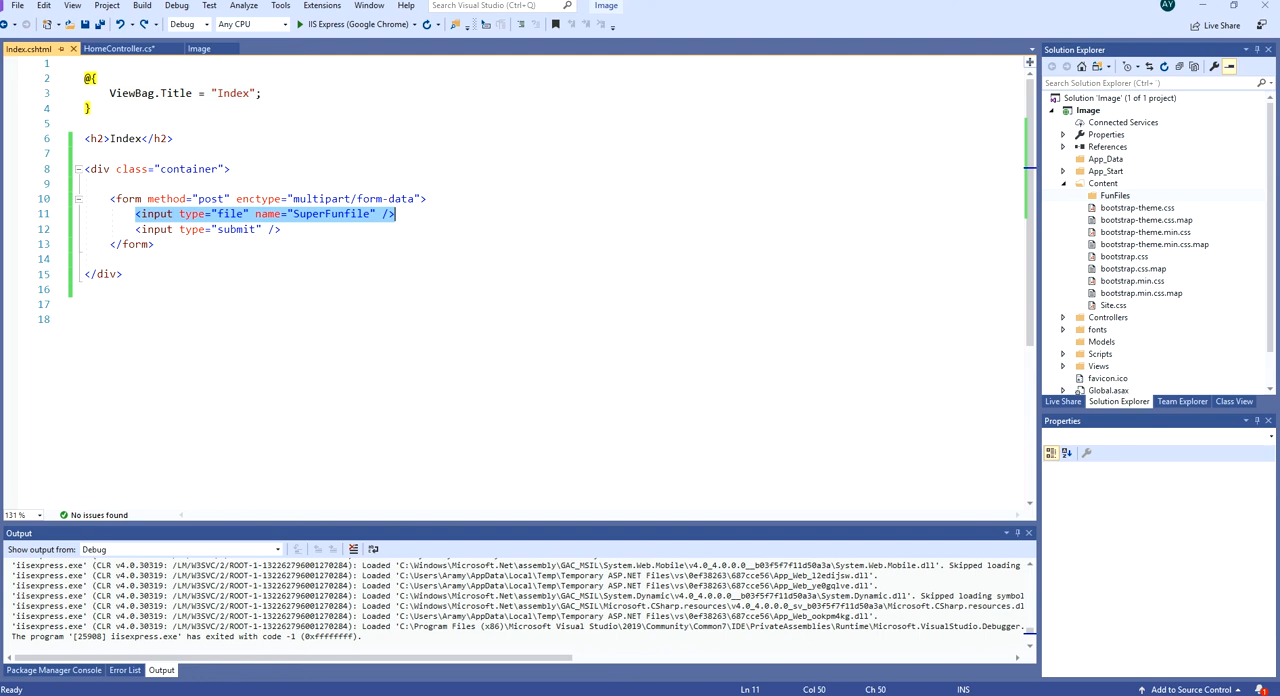 File Edit View Project Build Debug Test Analyze Tools Extensions Window Help Search Visual Studio (Ctrl+Q) Image AY
Debug Any CPU IIS Express (Google Chrome) Live Share
Index.cshtml HomeController.cs* Image
1
2 @{
3 ViewBag.Title = "Index";
4 }
5
6 <h2>Index</h2>
7
8 <div class="container">
9
10 <form method="post" enctype="multipart/form-data">
11 <input type="file" name="SuperFunfile" />
12 <input type="submit" />
13 </form>
14
15 </div>
16
17
18
131 % No issues found
Solution Explorer
Search Solution Explorer (Ctrl+ )
Solution 'Image' (1 of 1 project)
Image
Connected Services
Properties
References
App_Data
App_Start
Content
FunFiles
bootstrap-theme.css
bootstrap-theme.css.map
bootstrap-theme.min.css
bootstrap-theme.min.css.map
bootstrap.css
bootstrap.css.map
bootstrap.min.css
bootstrap.min.css.map
Site.css
Controllers
fonts
Models
Scripts
Views
favicon.ico
Global.asax
Live Share Solution Explorer Team Explorer Class View
Properties
Output
Show output from: Debug
'iisexpress.exe' (CLR v4.0.30319: /LM/W3SVC/2/ROOT-1-132262796001270284): Loaded 'C:\Windows\Microsoft.Net\assembly\GAC_MSIL\System.Web.Mobile\v4.0_4.0.0.0__b03f5f7f11d50a3a\System.Web.Mobile.dll'. Skipped loading
'iisexpress.exe' (CLR v4.0.30319: /LM/W3SVC/2/ROOT-1-132262796001270284): Loaded 'C:\Users\Aramy\AppData\Local\Temp\Temporary ASP.NET Files\vs\0ef38263\687cce56\App_Web_l2edijsw.dll'.
'iisexpress.exe' (CLR v4.0.30319: /LM/W3SVC/2/ROOT-1-132262796001270284): Loaded 'C:\Users\Aramy\AppData\Local\Temp\Temporary ASP.NET Files\vs\0ef38263\687cce56\App_Web_ye0gqlve.dll'.
'iisexpress.exe' (CLR v4.0.30319: /LM/W3SVC/2/ROOT-1-132262796001270284): Loaded 'C:\Windows\Microsoft.Net\assembly\GAC_MSIL\System.Dynamic\v4.0_4.0.0.0__b03f5f7f11d50a3a\System.Dynamic.dll'. Skipped loading symbol
'iisexpress.exe' (CLR v4.0.30319: /LM/W3SVC/2/ROOT-1-132262796001270284): Loaded 'C:\Windows\Microsoft.Net\assembly\GAC_MSIL\Microsoft.CSharp.resources\v4.0_4.0.0.0_sv_b03f5f7f11d50a3a\Microsoft.CSharp.resources.dl
'iisexpress.exe' (CLR v4.0.30319: /LM/W3SVC/2/ROOT-1-132262796001270284): Loaded 'C:\Users\Aramy\AppData\Local\Temp\Temporary ASP.NET Files\vs\0ef38263\687cce56\App_Web_ookpm4kg.dll'.
'iisexpress.exe' (CLR v4.0.30319: /LM/W3SVC/2/ROOT-1-132262796001270284): Loaded 'C:\Program Files (x86)\Microsoft Visual Studio\2019\Community\Common7\IDE\PrivateAssemblies\Runtime\Microsoft.VisualStudio.Debugger.
The program '[25908] iisexpress.exe' has exited with code -1 (0xffffffff).
Package Manager Console Error List Output
Ready Ln 11 Col 50 Ch 50 INS Add to Source Control